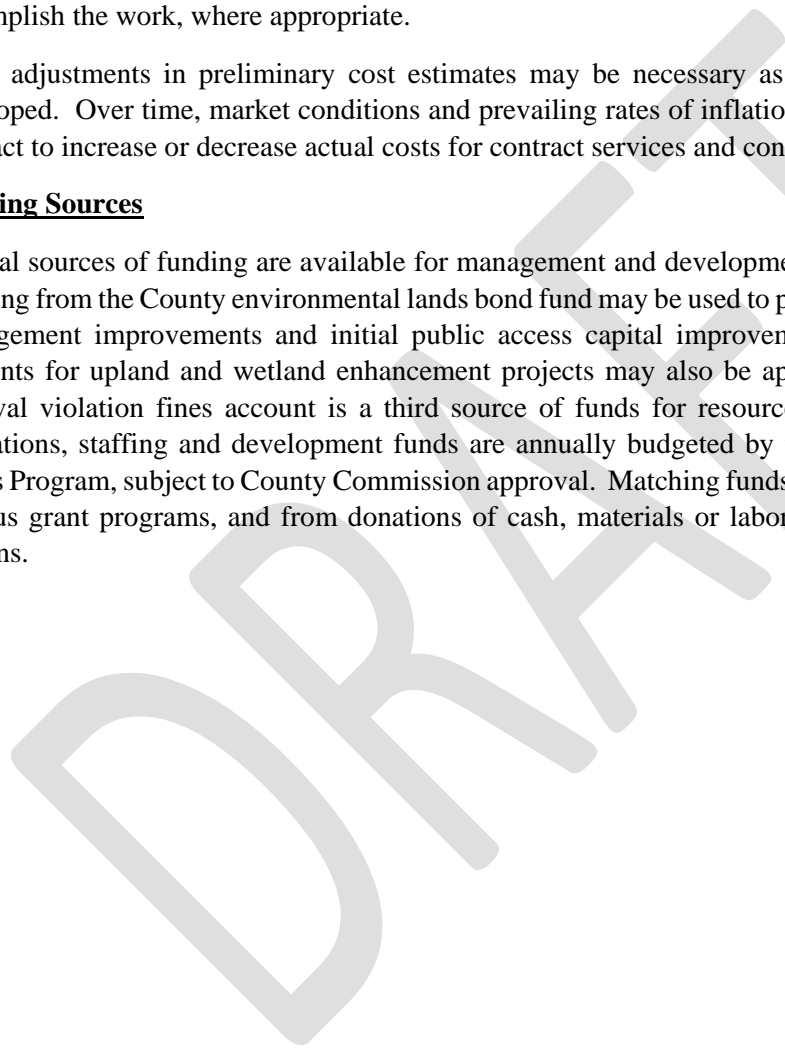 mplish the work, where appropriate.
adjustments in preliminary cost estimates may be necessary as
oped. Over time, market conditions and prevailing rates of inflatio
act to increase or decrease actual costs for contract services and con
ing Sources
al sources of funding are available for management and developme
ing from the County environmental lands bond fund may be used to p
gement improvements and initial public access capital improvem
nts for upland and wetland enhancement projects may also be ap
val violation fines account is a third source of funds for resource
ations, staffing and development funds are annually budgeted by
s Program, subject to County Commission approval. Matching funds
us grant programs, and from donations of cash, materials or labor
ns.
DRAFT